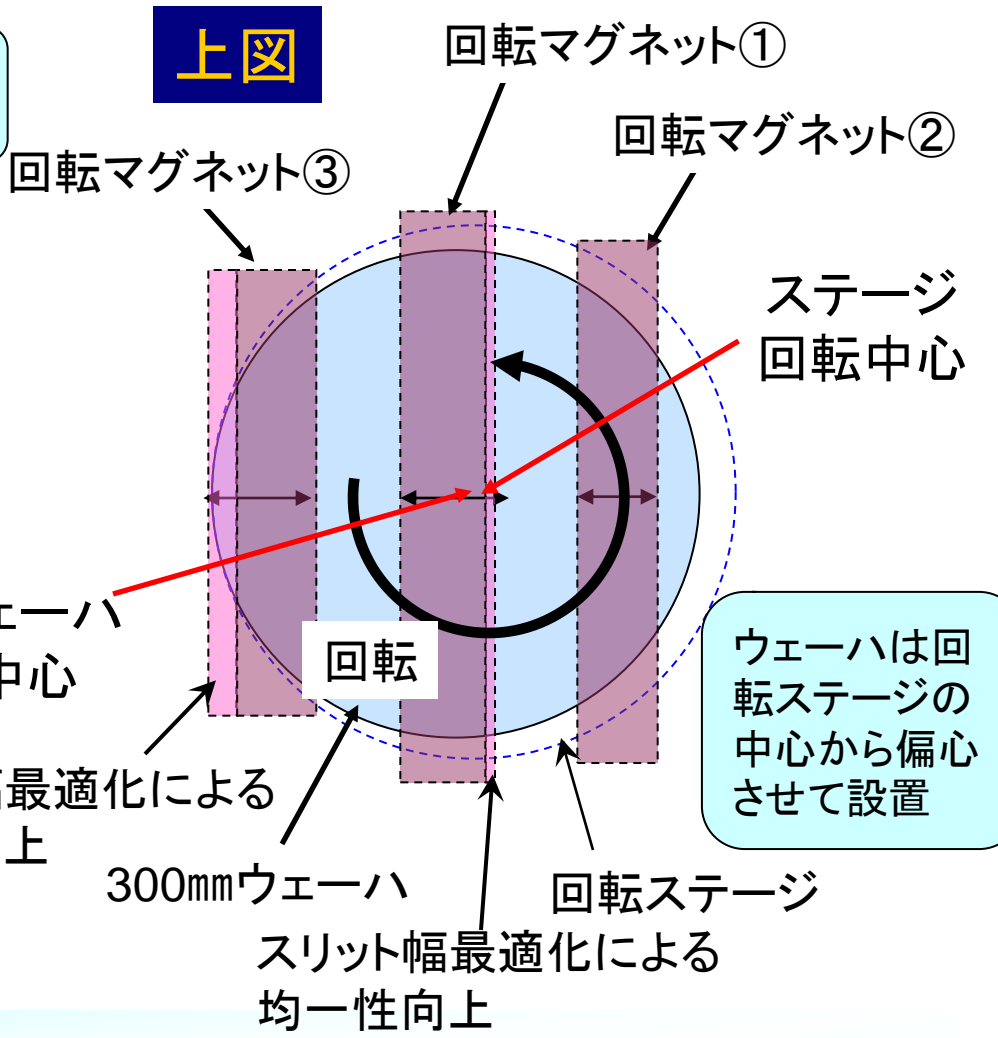 上図
回転マグネット①
回転マグネット②
回転マグネット③
ステージ
回転中心
ェーハ
中心
回転
ウェーハは回
転ステージの
中心から偏心
させて設置
最適化による
上
300㎜ウェーハ
回転ステージ
スリット幅最適化による
均一性向上